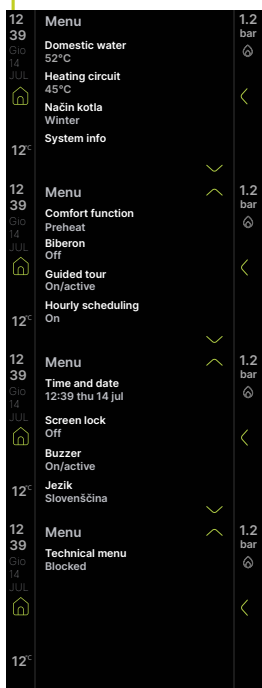 12
39
Gio
14
JUL
12°C
Menu
Domestic water
52°C
Heating circuit
45°C
Način kotla
Winter
System info
1.2
bar
12
39
Gio
14
JUL
12°C
Menu
Comfort function
Preheat
Biberon
Off
Guided tour
On/active
Hourly scheduling
On
1.2
bar
12
39
Gio
14
JUL
12°C
Menu
Time and date
12:39 thu 14 jul
Screen lock
Off
Buzzer
On/active
Jezik
Slovenščina
1.2
bar
12
39
Gio
14
JUL
12°C
Menu
Technical menu
Blocked
1.2
bar